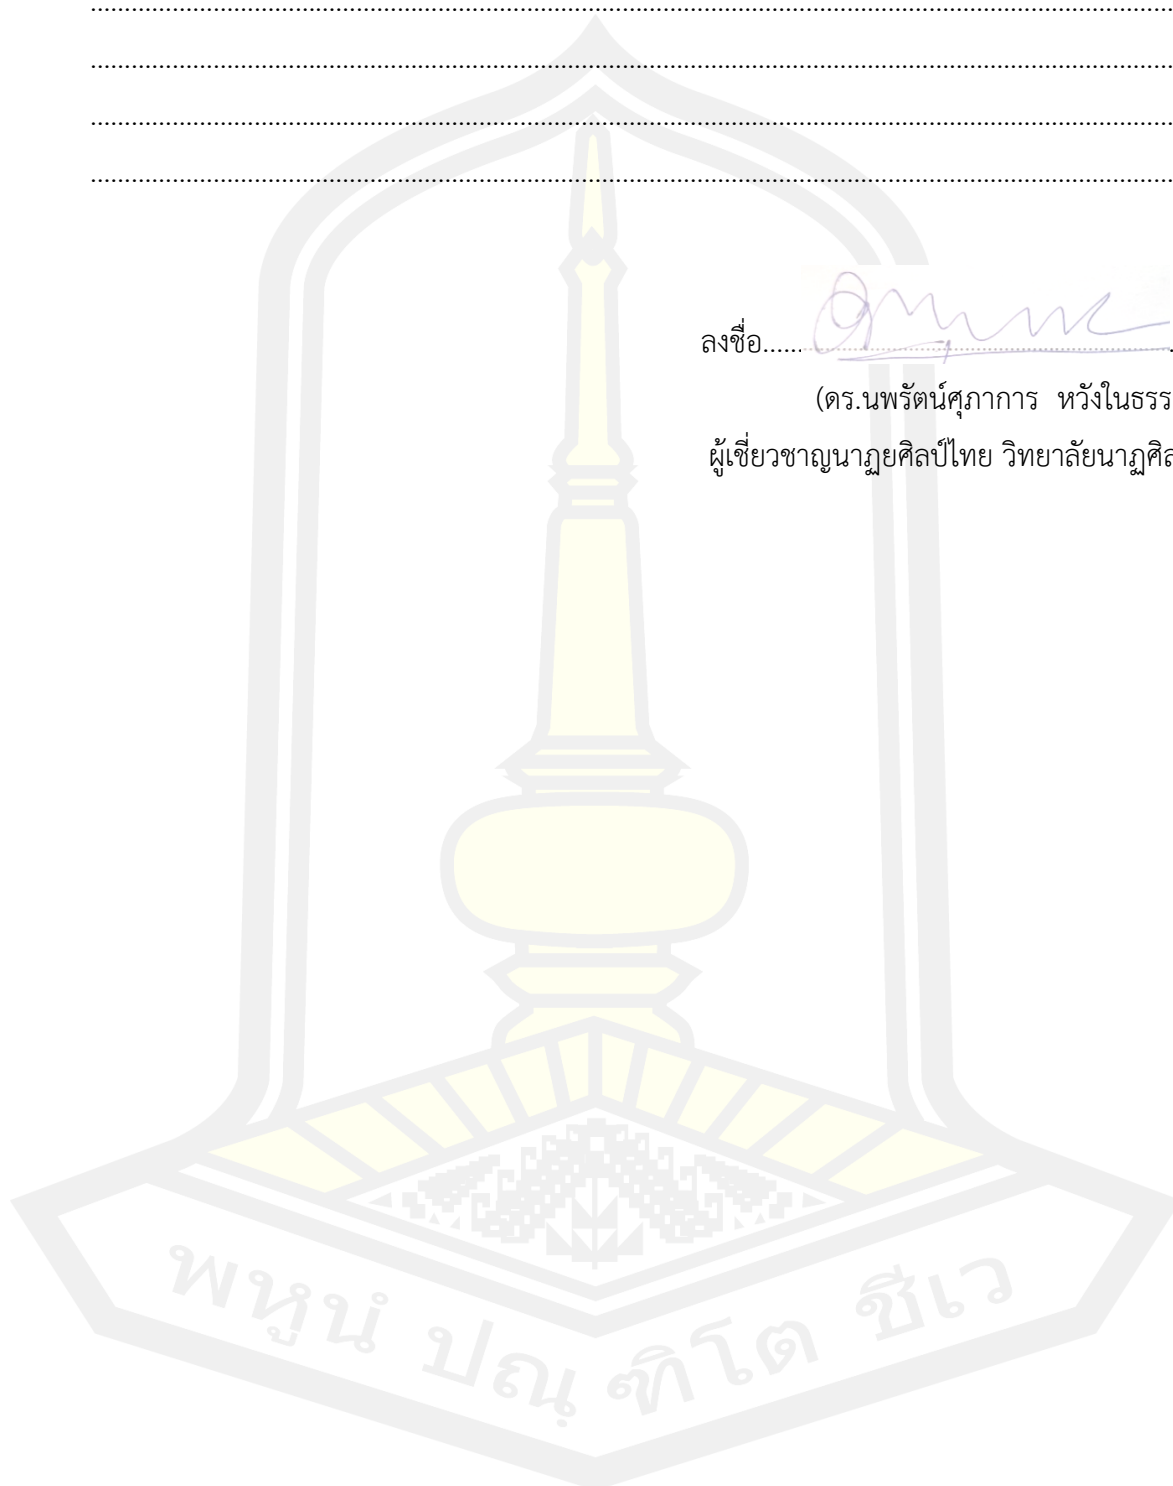 ลงชื่อ......
(ดร.นพรัตน์ศุภาการ หวังในธรร
ผู้เชี่ยวชาญนาฏยศิลป์ไทย วิทยาลัยนาฏศิล
พหูนํ ปณฺฑิโต ชีเว